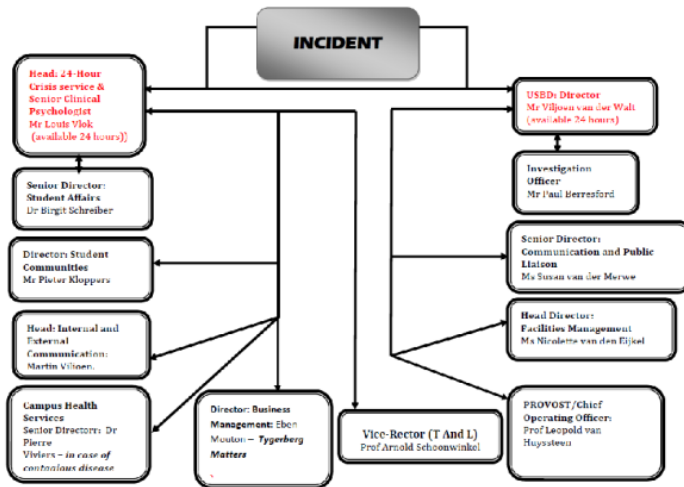 INCIDENT
Head: 24-Hour
Crisis service &
Senior Clinical
Psychologist
Mr Louis Vlok
(available 24 hours))
USBD: Director
Mr Viljoen van der Walt
(available 24 hours)
Senior Director:
Student Affairs
Dr Birgit Schreiber
Investigation
Officer
Mr Paul Berresford
Director: Student
Communities
Mr Pieter Kloppers
Senior Director:
Communication and Public
Liaison
Ms Susan van der Merwe
Head: Internal and
External
Communication:
Martin Viljoen.
Head Director:
Facilities Management
Ms Nicolette van den Eijkel
Campus Health
Services
Senior Directorr: Dr
Pierre
Viviers – in case of
contagious disease
Director: Business
Management: Eben
Mouton – Tygerberg
Matters
Vice-Rector (T And L)
Prof Arnold Schoonwinkel
PROVOST/Chief
Operating Officer:
Prof Leopold van
Huyssteen